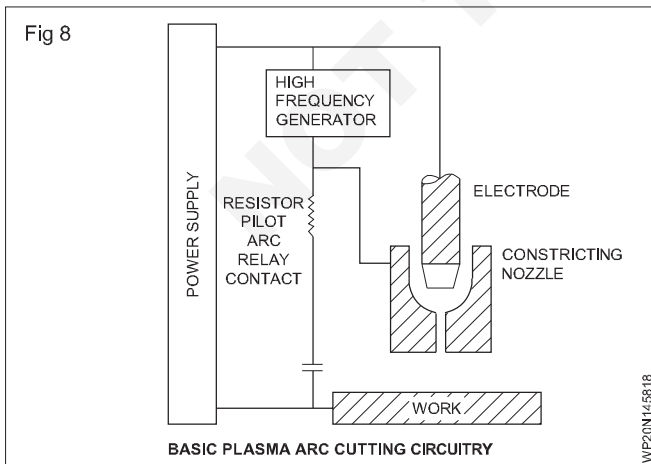 Fig 8
HIGH
FREQUENCY
GENERATOR
POWER SUPPLY
RESISTOR
PILOT
ARC
RELAY
CONTACT
ELECTRODE
CONSTRICTING
NOZZLE
WORK
BASIC PLASMA ARC CUTTING CIRCUITRY
WP20N145818
NOT T